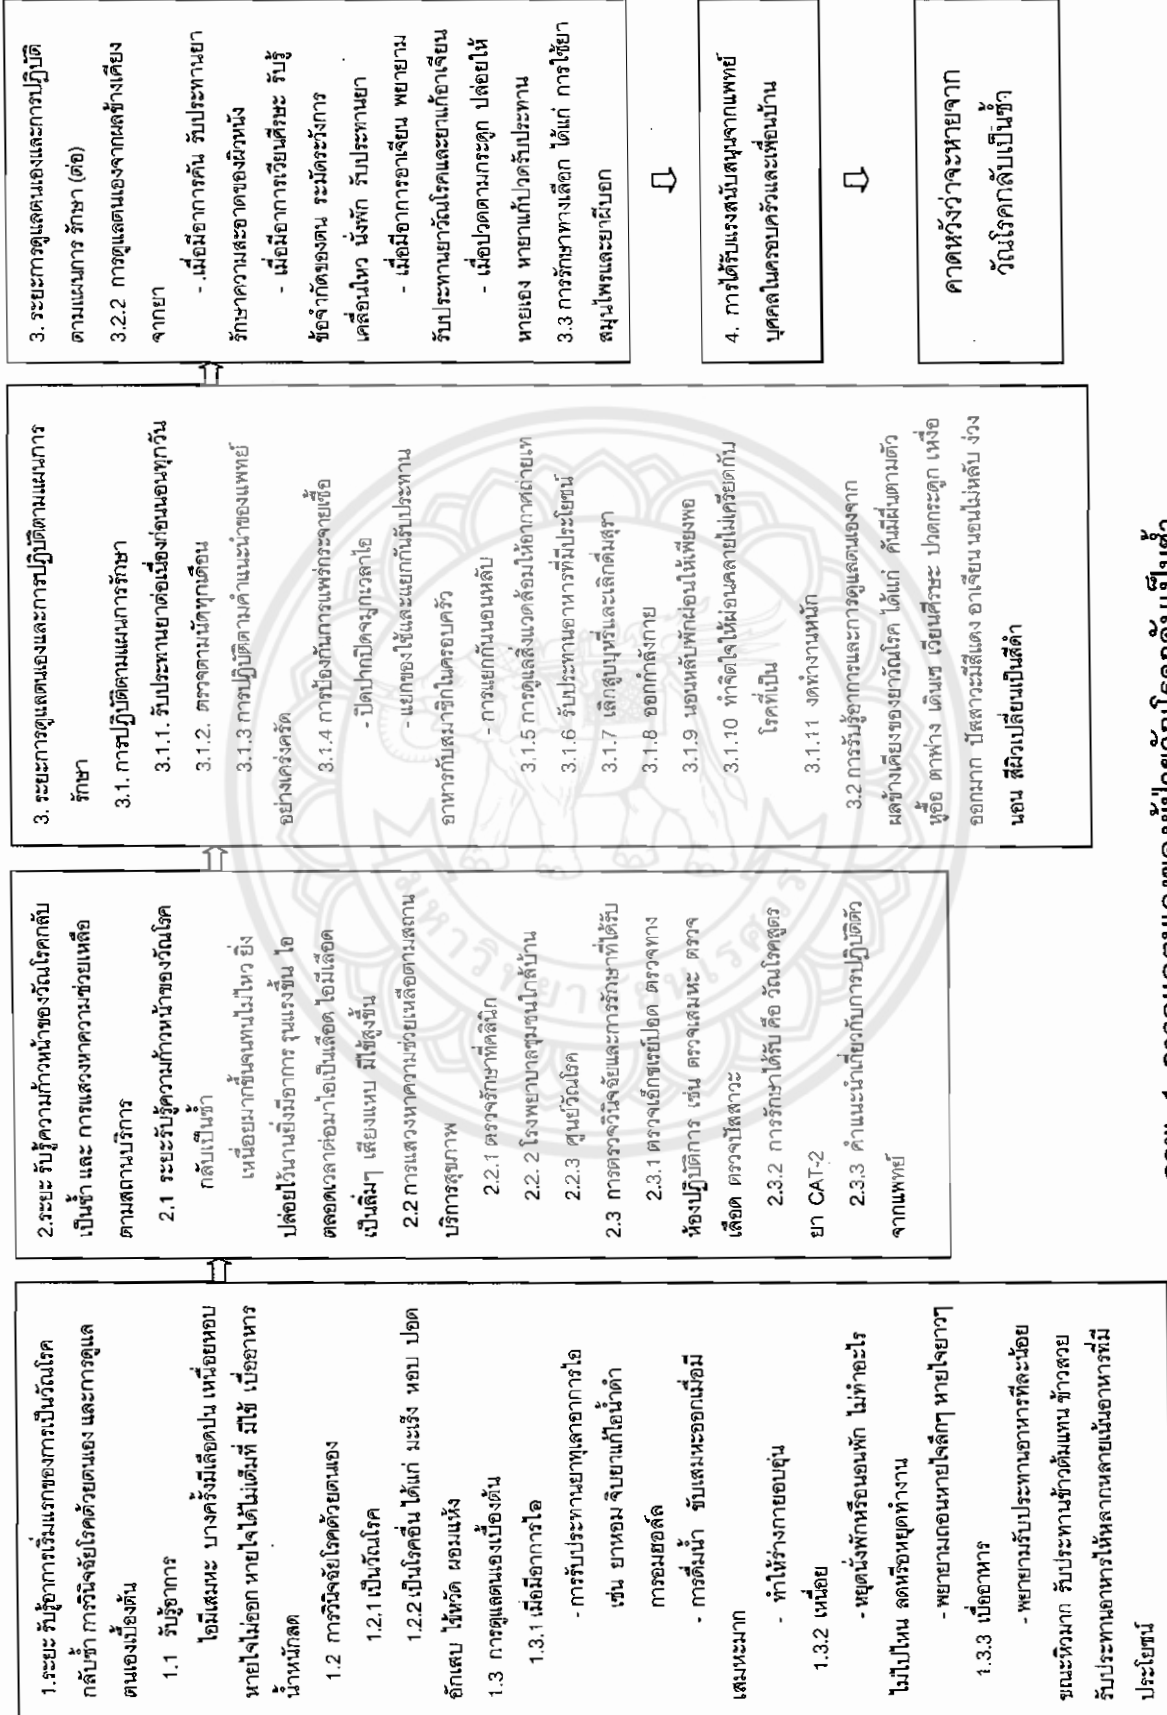 1.ระยะ รับรู้อาการเริ่มแรกของการเป็นวัณโรค
กลับซ้ำ การวินิจฉัยโรคด้วยตนเอง และการดูแล
ตนเองเบื้องต้น
1.1 รับรู้อาการ
ไอมีเสมหะ บางครั้งมีเลือดปน เหนื่อยหอบ
หายใจไม่ออก หายใจได้ไม่เต็มที่ มีไข้ เบื่ออาหาร
น้ำหนักลด
1.2 การวินิจฉัยโรคด้วยตนเอง
1.2.1 เป็นวัณโรค
1.2.2 เป็นโรคอื่น ได้แก่ มะเร็ง หอบ ปอด
อักเสบ ไข้หวัด ผอมแห้ง
1.3 การดูแลตนเองเบื้องต้น
1.3.1 เมื่อมีอาการไอ
- การรับประทานยาทุเลาอาการไอ
เช่น ยาหอม จิบยาแก้ไอน้ำดำ
การอมฮอลล์
- การดื่มน้ำ ขับเสมหะออกเมื่อมี
เสมหะมาก
- ทำให้ร่างกายอบอุ่น
1.3.2 เหนื่อย
- หยุดนั่งพักหรือนอนพัก ไม่ทำอะไร
ไม่ไปไหน ลดหรือหยุดทำงาน
- พยายามถอนหายใจลึกๆ หายใจยาวๆ
1.3.3 เบื่ออาหาร
- พยายามรับประทานอาหารทีละน้อย
ขณะหิวมาก รับประทานข้าวต้มแทน ข้าวสวย
รับประทานอาหารให้หลากหลายเน้นอาหารที่มี
ประโยชน์
2.ระยะ รับรู้ความก้าวหน้าของวัณโรคกลับ
เป็นซ้ำ และ การแสวงหาความช่วยเหลือ
ตามสถานบริการ
2.1 ระยะรับรู้ความก้าวหน้าของวัณโรค
กลับเป็นซ้ำ
เหนื่อยมากขึ้นจนทนไม่ไหว ยิ่ง
ปล่อยไว้นานยิ่งมีอาการ รุนแรงขึ้น ไอ
ตลอดเวลาต่อมาไอเป็นเลือด ไอมีเลือด
เป็นลิ่มๆ เสียงแหบ มีไข้สูงขึ้น
2.2 การแสวงหาความช่วยเหลือตามสถาน
บริการสุขภาพ
2.2.1 ตรวจรักษาที่คลินิก
2.2.2 โรงพยาบาลชุมชนใกล้บ้าน
2.2.3 ศูนย์วัณโรค
2.3 การตรวจวินิจฉัยและการรักษาที่ได้รับ
2.3.1 ตรวจเอ็กซเรย์ปอด ตรวจทาง
ห้องปฏิบัติการ เช่น ตรวจเสมหะ ตรวจ
เลือด ตรวจปัสสาวะ
2.3.2 การรักษาได้รับ คือ วัณโรคสูตร
ยา CAT-2
2.3.3 คำแนะนำเกี่ยวกับการปฏิบัติตัว
จากแพทย์
3. ระยะการดูแลตนเองและการปฏิบัติตามแผนการ
รักษา
3.1. การปฏิบัติตามแผนการรักษา
3.1.1. รับประทานยาต่อเนื่องก่อนนอนทุกวัน
3.1.2. ตรวจตามนัดทุกเดือน
3.1.3 การปฏิบัติตามคำแนะนำของแพทย์
อย่างเคร่งครัด
3.1.4 การป้องกันการแพร่กระจายเชื้อ
- ปิดปากปิดจมูกเวลาไอ
- แยกของใช้และแยกกันรับประทาน
อาหารกับสมาชิกในครอบครัว
- การแยกกันนอนหลับ
3.1.5 การดูแลสิ่งแวดล้อมให้อากาศถ่ายเท
3.1.6 รับประทานอาหารที่มีประโยชน์
3.1.7 เลิกสูบบุหรี่และเลิกดื่มสุรา
3.1.8 ออกกำลังกาย
3.1.9 นอนหลับพักผ่อนให้เพียงพอ
3.1.10 ทำจิตใจให้ผ่อนคลายไม่เครียดกับ
โรคที่เป็น
3.1.11 งดทำงานหนัก
3.2 การรับรู้อาการและการดูแลตนเองจาก
ผลข้างเคียงของยาวัณโรค ได้แก่ คันมีผื่นตามตัว
หูอื้อ ตาฟาง เดินเซ เวียนศีรษะ ปวดกระดูก เหงื่อ
ออกมาก ปัสสาวะมีสีแดง อาเจียน นอนไม่หลับ ง่วง
นอน สีผิวเปลี่ยนเป็นสีดำ
3. ระยะการดูแลตนเองและการปฏิบัติ
ตามแผนการ รักษา (ต่อ)
3.2.2 การดูแลตนเองจากผลข้างเคียง
จากยา
- .เมื่อมีอาการคัน รับประทานยา
รักษาความสะอาดของผิวหนัง
- เมื่อมีอาการเวียนศีรษะ รับรู้
ข้อจำกัดของตน ระมัดระวังการ
เคลื่อนไหว นั่งพัก รับประทานยา
- เมื่อมีอาการอาเจียน พยายาม
รับประทานยาวัณโรคและยาแก้อาเจียน
- เมื่อปวดตามกระดูก ปล่อยให้
หายเอง หายาแก้ปวดรับประทาน
3.3 การรักษาทางเลือก ได้แก่ การใช้ยา
สมุนไพรและยาผีบอก
4. การได้รับแรงสนับสนุนจากแพทย์
บุคคลในครอบครัวและเพื่อนบ้าน
คาดหวังว่าจะหายจาก
วัณโรคกลับเป็นซ้ำ
มหาวิทยาลัยนเรศวร